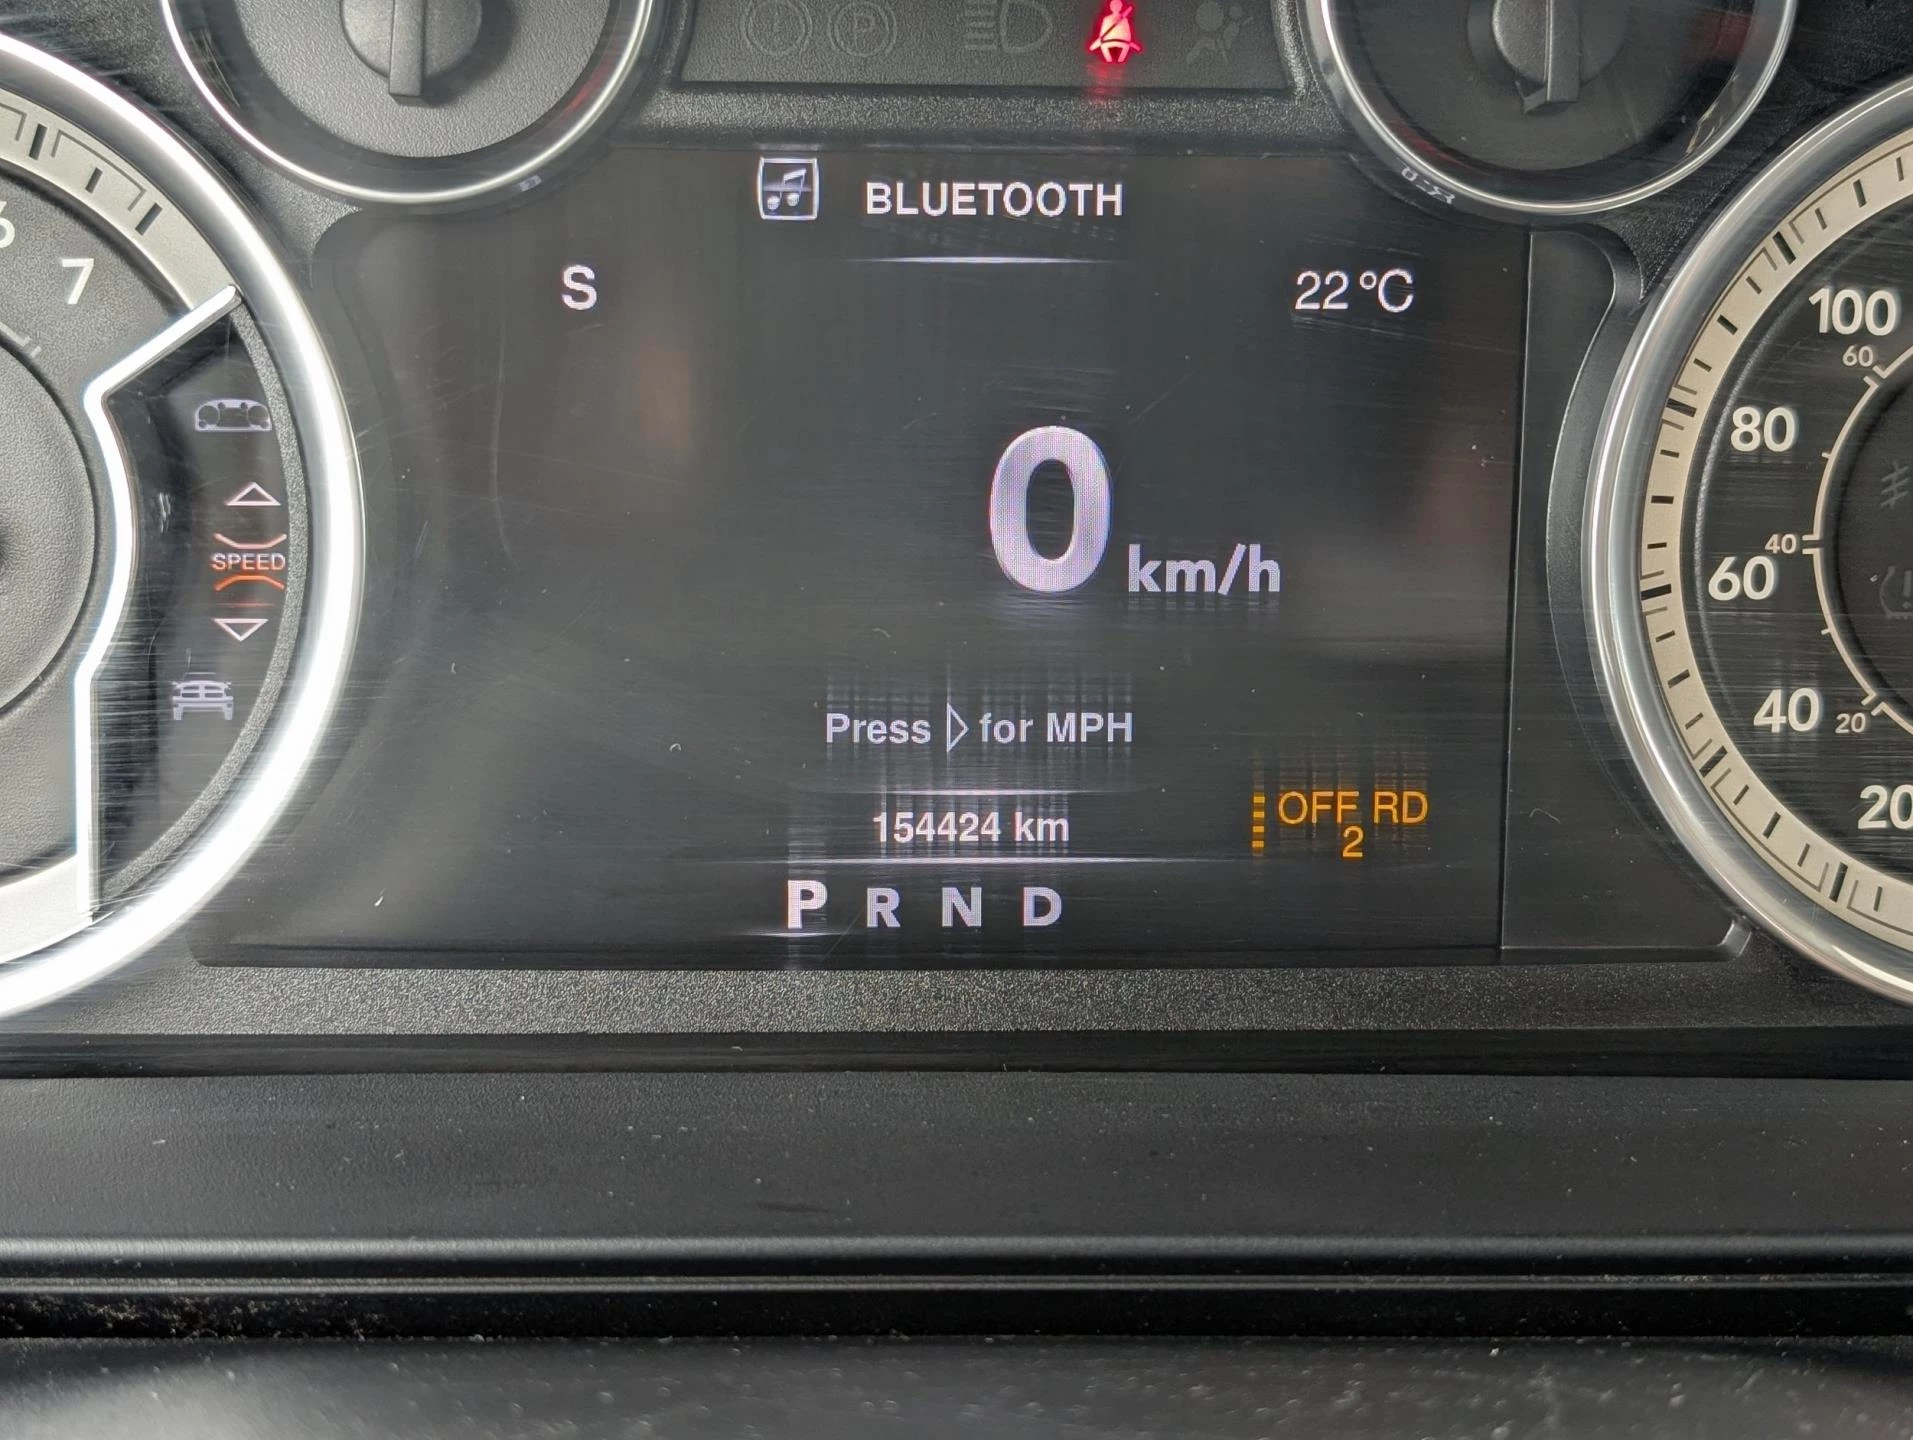 BLUETOOTH
S
22 °C
6
7
SPEED
0 km/h
Press ▷ for MPH
154424 km
OFF RD
2
P R N D
100
60
80
40
60
40
20
20